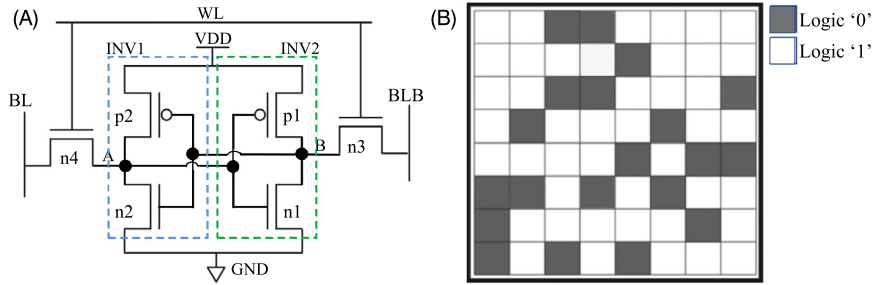 (A)
WL
(B)
Logic ‘0’
Logic ‘1’
INV1
VDD
INV2
BL
BLB
p2
p1
n4
A
B
n3
n2
n1
GND